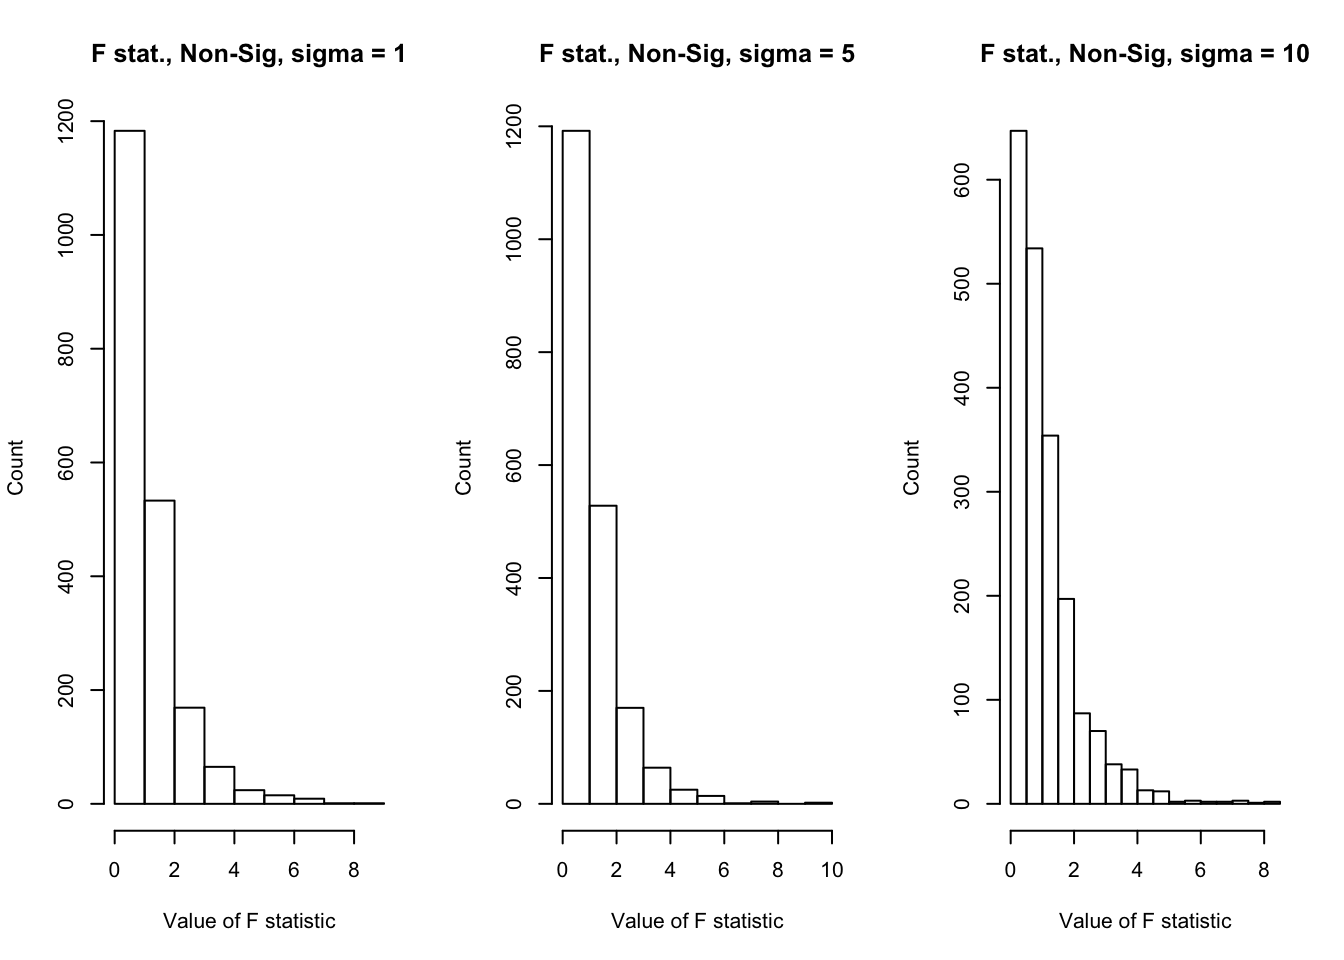 F stat., Non-Sig, sigma = 1
Count
1200
1000
800
600
400
200
0
0 2 4 6 8
Value of F statistic
F stat., Non-Sig, sigma = 5
Count
1200
1000
800
600
400
200
0
0 2 4 6 8 10
Value of F statistic
F stat., Non-Sig, sigma = 10
Count
600
500
400
300
200
100
0
0 2 4 6 8
Value of F statistic